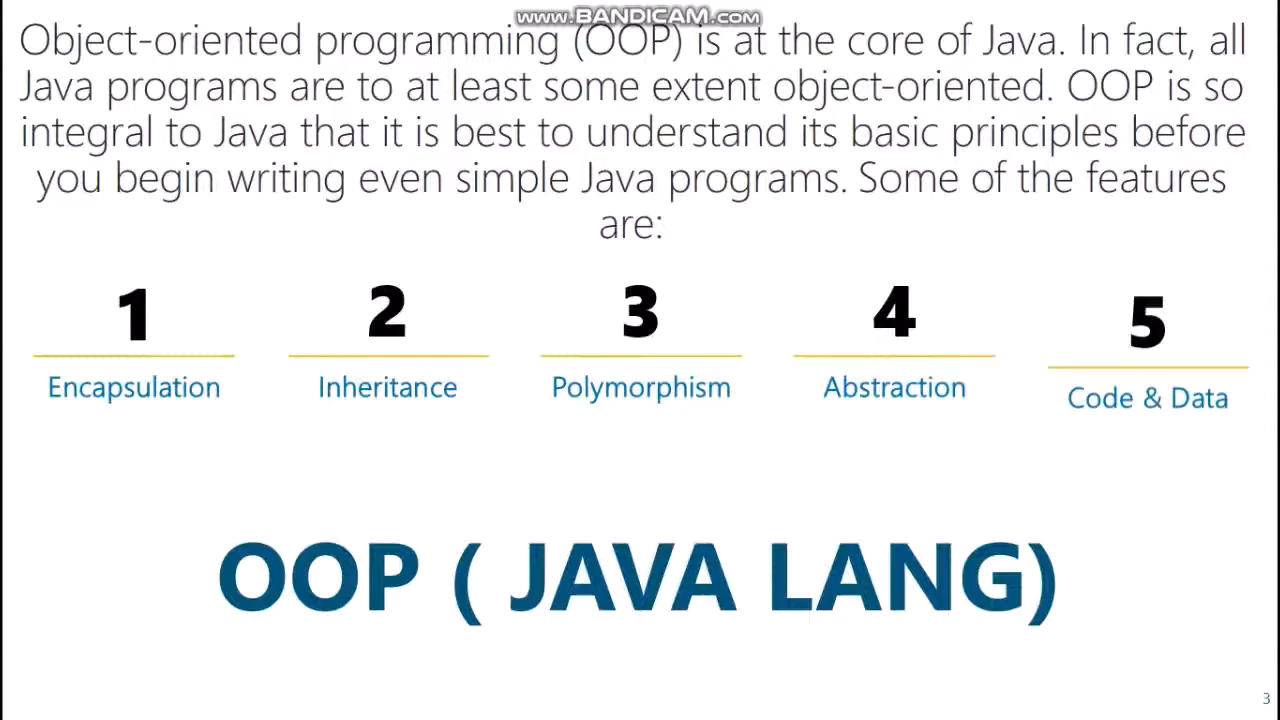 www.BANDICAM.com
Object-oriented programming (OOP) is at the core of Java. In fact, all
Java programs are to at least some extent object-oriented. OOP is so
integral to Java that it is best to understand its basic principles before
you begin writing even simple Java programs. Some of the features
are:
1 2 3 4 5
Encapsulation Inheritance Polymorphism Abstraction Code & Data
OOP ( JAVA LANG)
3